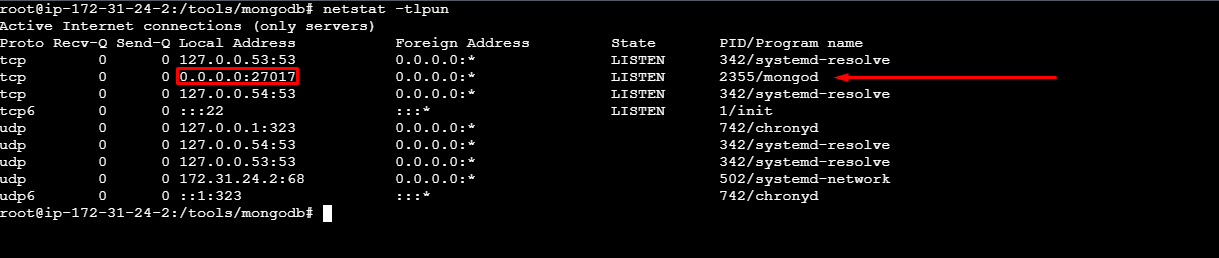 root@ip-172-31-24-2:/tools/mongodb# netstat -tlpun
Active Internet connections (only servers)
Proto Recv-Q Send-Q Local Address           Foreign Address         State       PID/Program name
tcp        0      0 127.0.0.53:53           0.0.0.0:*               LISTEN      342/systemd-resolve
tcp        0      0 0.0.0.0:27017           0.0.0.0:*               LISTEN      2355/mongod
tcp        0      0 127.0.0.54:53           0.0.0.0:*               LISTEN      342/systemd-resolve
tcp6       0      0 :::22                   :::*                    LISTEN      1/init
udp        0      0 127.0.0.1:323           0.0.0.0:*                           742/chronyd
udp        0      0 127.0.0.54:53           0.0.0.0:*                           342/systemd-resolve
udp        0      0 127.0.0.53:53           0.0.0.0:*                           342/systemd-resolve
udp        0      0 172.31.24.2:68          0.0.0.0:*                           502/systemd-network
udp6       0      0 ::1:323                 :::*                                742/chronyd
root@ip-172-31-24-2:/tools/mongodb#